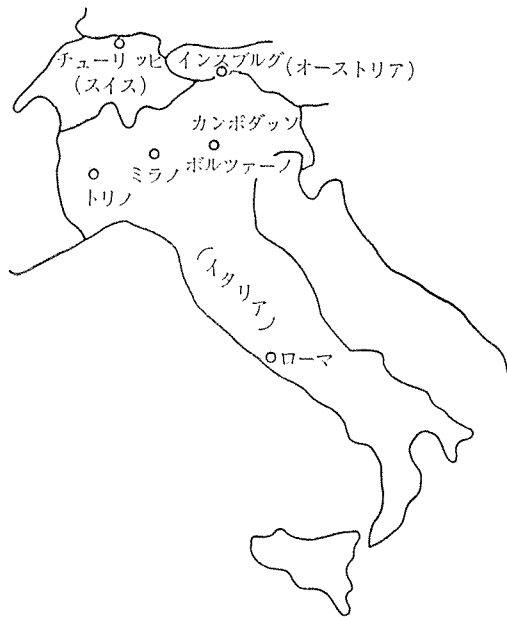 チューリッヒ
(スイス)
インスブルグ(オーストリア)
カンポダッソ
ボルツァーノ
ミラノ
トリノ
(イタリア)
ローマ